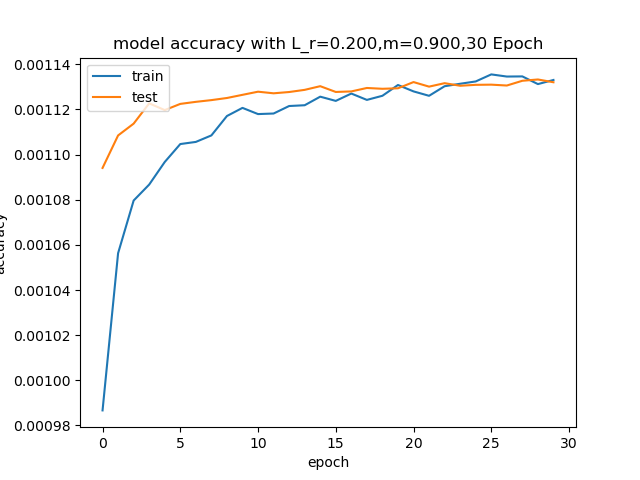 model accuracy with L_r=0.200,m=0.900,30 Epoch
train
test
0.00114
0.00112
0.00110
0.00108
0.00106
0.00104
0.00102
0.00100
0.00098
accuracy
0 5 10 15 20 25 30
epoch